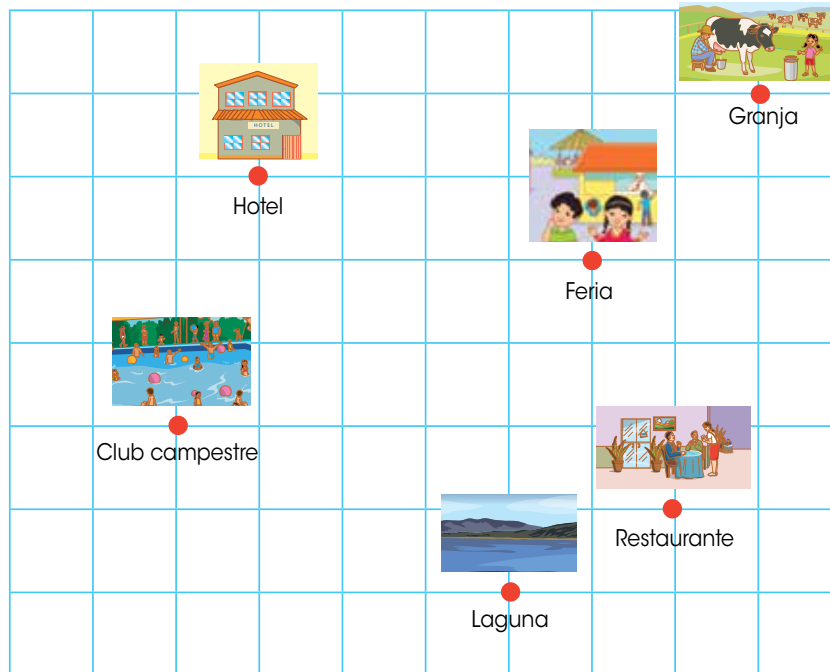 Granja
HOTEL
Hotel
Feria
Club campestre
Restaurante
Laguna